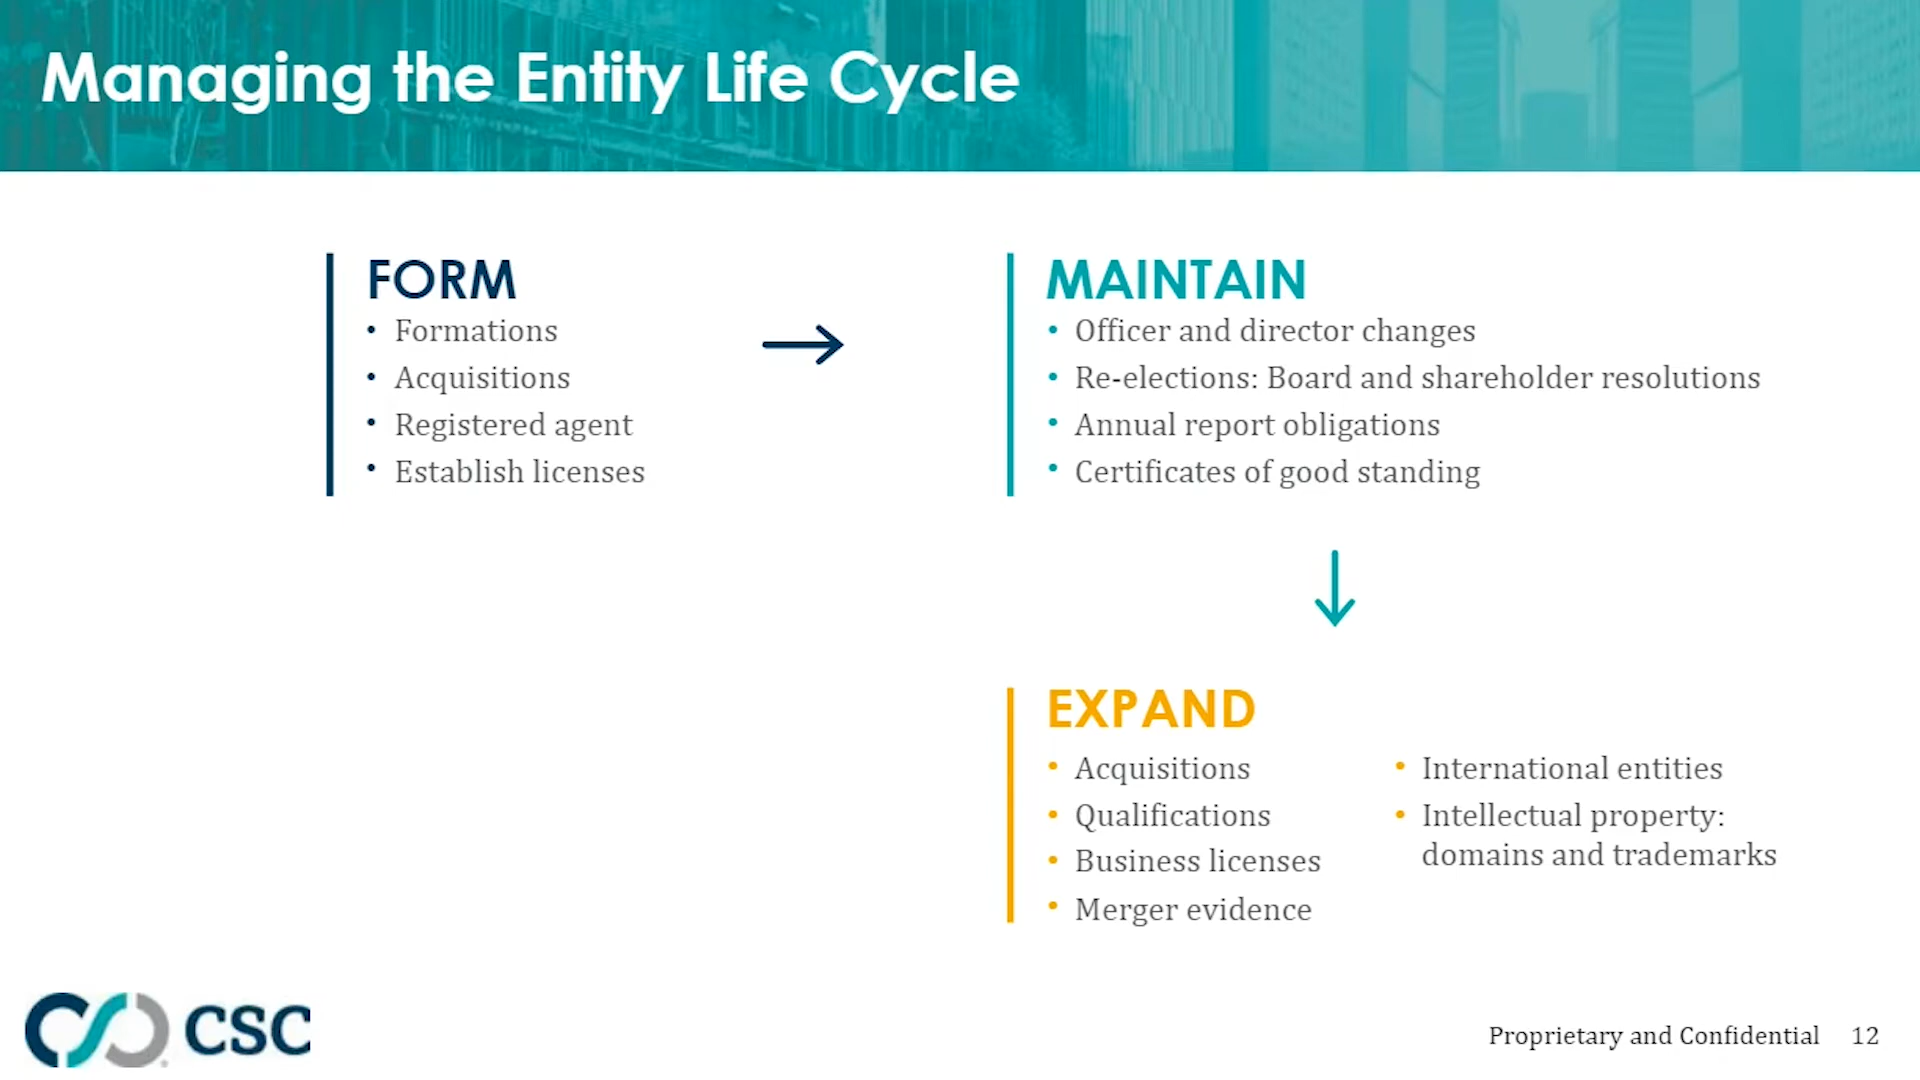 Managing the Entity Life Cycle
FORM
• Formations
• Acquisitions
• Registered agent
• Establish licenses
MAINTAIN
• Officer and director changes
• Re-elections: Board and shareholder resolutions
• Annual report obligations
• Certificates of good standing
EXPAND
• Acquisitions
• Qualifications
• Business licenses
• Merger evidence
• International entities
• Intellectual property:
domains and trademarks
CSC
Proprietary and Confidential 12